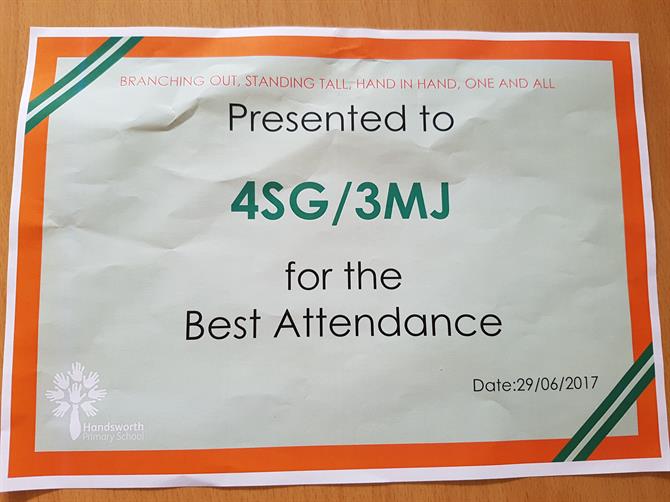 BRANCHING OUT, STANDING TALL, HAND IN HAND, ONE AND ALL
Presented to
4SG/3MJ
for the
Best Attendance
Date:29/06/2017
Handsworth
Primary School